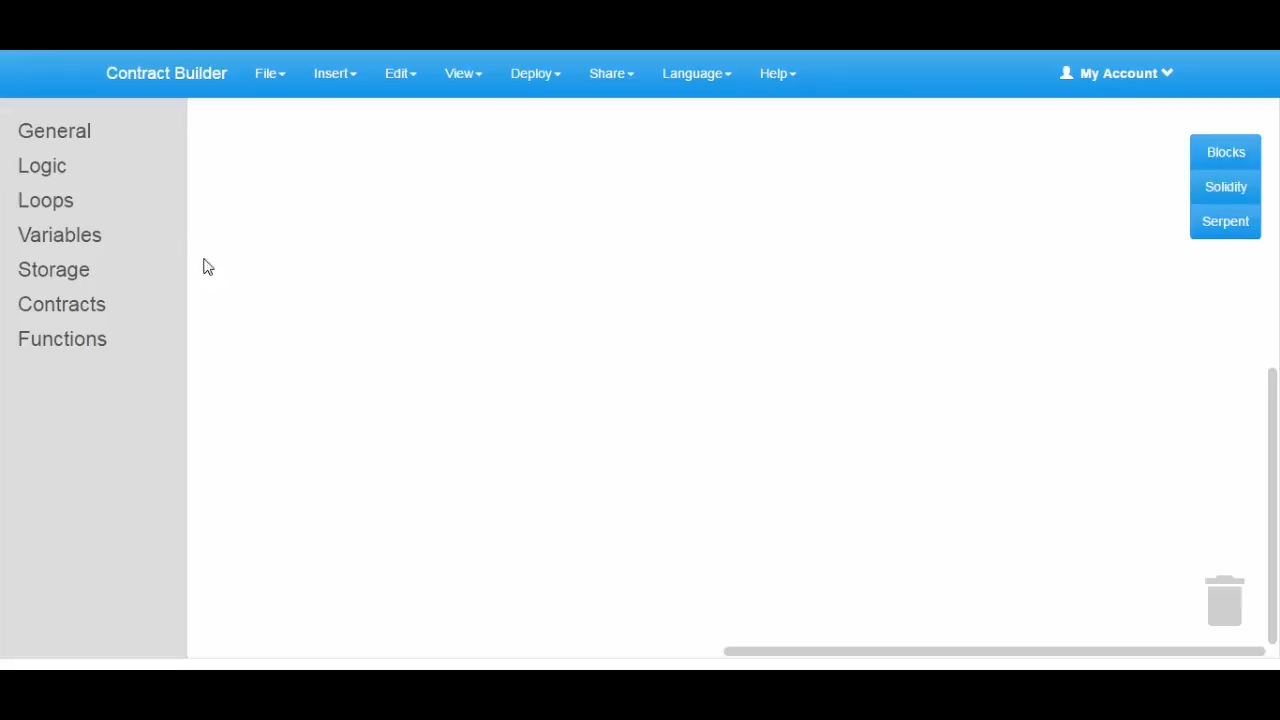 Contract Builder File Insert Edit View Deploy Share Language Help My Account
General
Logic
Loops
Variables
Storage
Contracts
Functions
Blocks
Solidity
Serpent